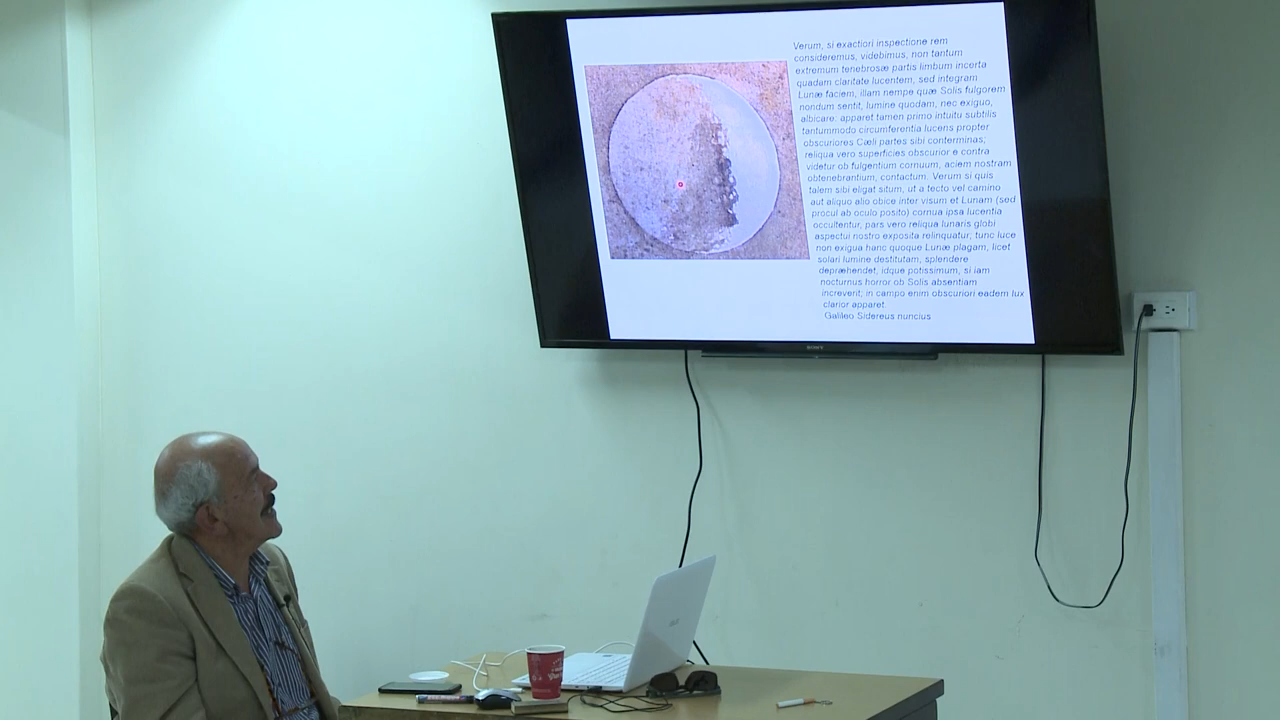 Verum, si exactiori inspectione rem
consideremus, videbimus, non tantum
extremum tenebrosæ partis limbum incerta
quadam claritate lucentem, sed integram
Lunæ faciem, illam nempe quæ Solis fulgorem
nondum sentit, lumine quodam, nec exiguo,
albicare: apparet tamen primo intuitu subtilis
tantummodo circumferentia lucens propter
obscuriores Cæli partes sibi conterminas;
reliqua vero superficies obscurior e contra
videtur ob fulgentium cornuum, aciem nostram
obtenebrantium, contactum. Verum si quis
talem sibi eligat situm, ut a tecto vel camino
aut aliquo alio obice inter visum et Lunam (sed
procul ab oculo posito) cornua ipsa lucentia
occultentur, pars vero reliqua lunaris globi
aspectui nostro exposita relinquatur; tunc luce
non exigua hanc quoque Lunæ plagam, licet
solari lumine destitutam, splendere
depræhendet, idque potissimum, si iam
nocturnus horror ob Solis absentiam
increverit; in campo enim obscuriori eadem lux
clarior apparet.
Galileo Sidereus nuncius
SONY